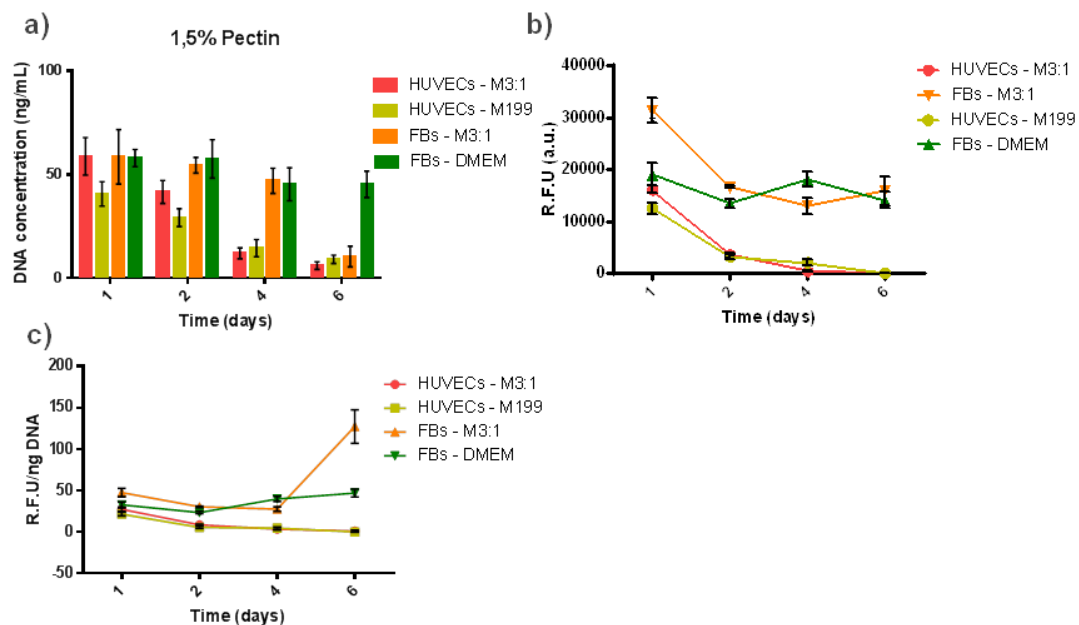 a)
1,5% Pectin
DNA concentration (ng/mL)
100
50
0
1
2
4
6
Time (days)
HUVECs - M3:1
HUVECs - M199
FBs - M3:1
FBs - DMEM
b)
R.F.U (a.u.)
40000
30000
20000
10000
0
1
2
4
6
Time (days)
HUVECs - M3:1
FBs - M3:1
HUVECs - M199
FBs - DMEM
c)
R.F.U/ng DNA
200
150
100
50
0
-50
1
2
4
6
Time (days)
HUVECs - M3:1
HUVECs - M199
FBs - M3:1
FBs - DMEM